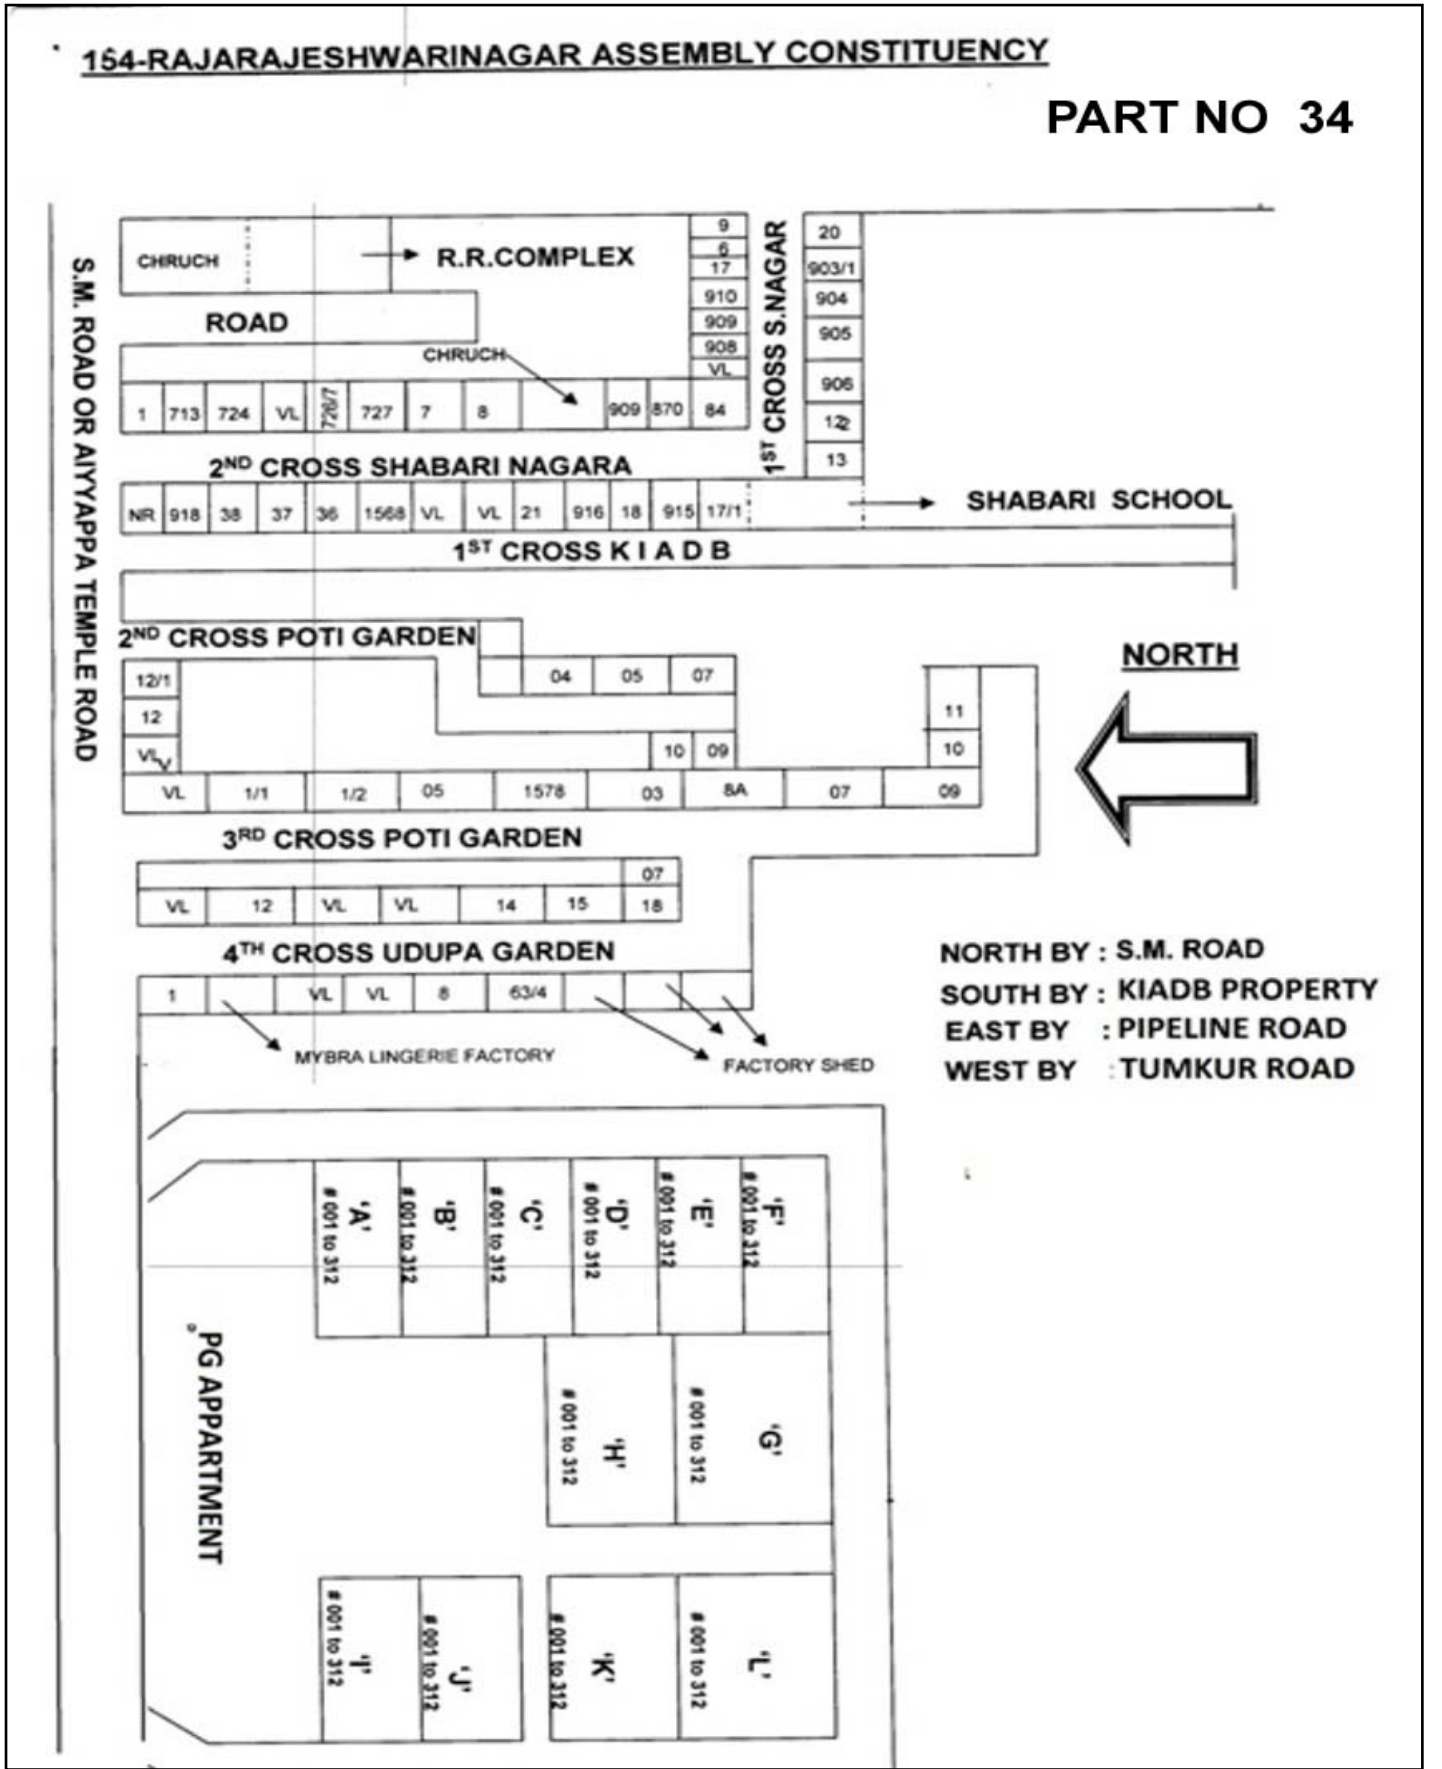 154-RAJARAJESHWARINAGAR ASSEMBLY CONSTITUENCY
PART NO 34
S.M. ROAD OR AIYYAPPA TEMPLE ROAD
CHRUCH
R.R.COMPLEX
ROAD
CHRUCH
9
6
17
910
909
908
VL
1ST CROSS S.NAGAR
20
903/1
904
905
906
12
13
1 713 724 VL 726/7 727 7 8 909 870 84
2ND CROSS SHABARI NAGARA
NR 918 38 37 36 1568 VL VL 21 916 18 915 17/1
SHABARI SCHOOL
1ST CROSS K I A D B
2ND CROSS POTI GARDEN
04 05 07
12/1
12
VL
10 09
11
10
VL 1/1 1/2 05 1578 03 8A 07 09
NORTH
3RD CROSS POTI GARDEN
07
VL 12 VL VL 14 15 18
4TH CROSS UDUPA GARDEN
1 VL VL 8 63/4
MYBRA LINGERIE FACTORY
FACTORY SHED
NORTH BY : S.M. ROAD
SOUTH BY : KIADB PROPERTY
EAST BY : PIPELINE ROAD
WEST BY : TUMKUR ROAD
'A'
# 001 to 312
'B'
# 001 to 312
'C'
# 001 to 312
'D'
# 001 to 312
'E'
# 001 to 312
'F'
# 001 to 312
PG APPARTMENT
'H'
# 001 to 312
'G'
# 001 to 312
'I'
# 001 to 312
'J'
# 001 to 312
'K'
# 001 to 312
'L'
# 001 to 312